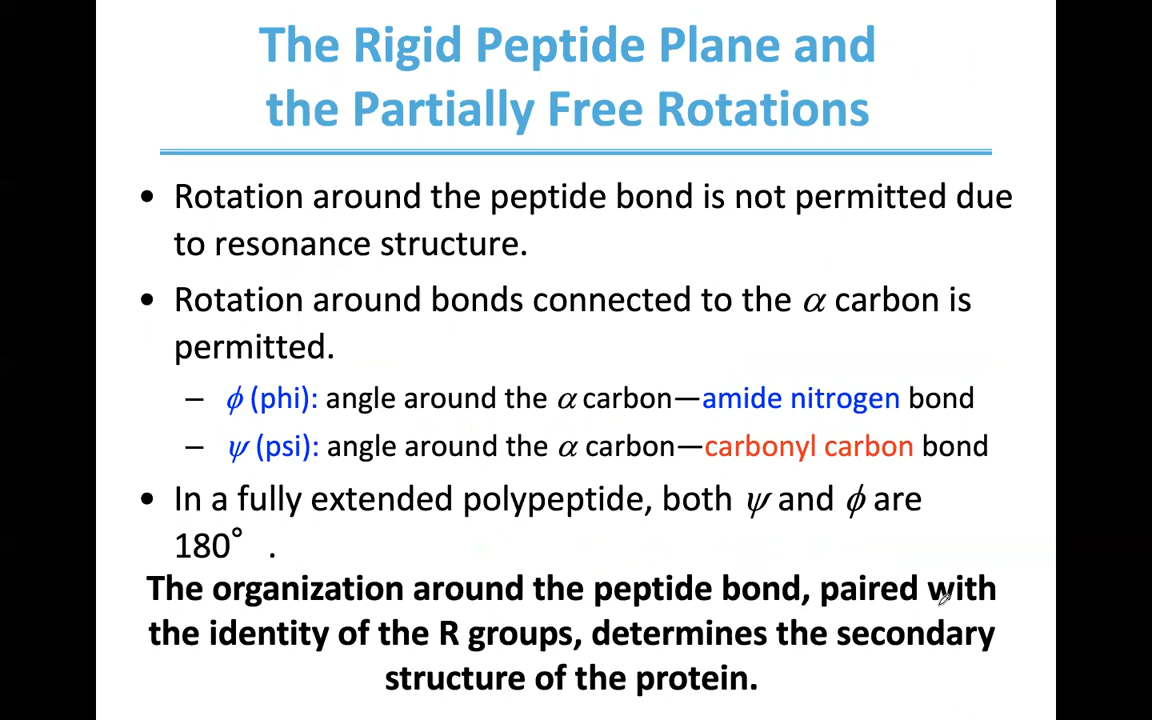 The Rigid Peptide Plane and
the Partially Free Rotations
• Rotation around the peptide bond is not permitted due
to resonance structure.
• Rotation around bonds connected to the α carbon is
permitted.
– ϕ (phi): angle around the α carbon—amide nitrogen bond
– ψ (psi): angle around the α carbon—carbonyl carbon bond
• In a fully extended polypeptide, both ψ and ϕ are
180° .
The organization around the peptide bond, paired with
the identity of the R groups, determines the secondary
structure of the protein.